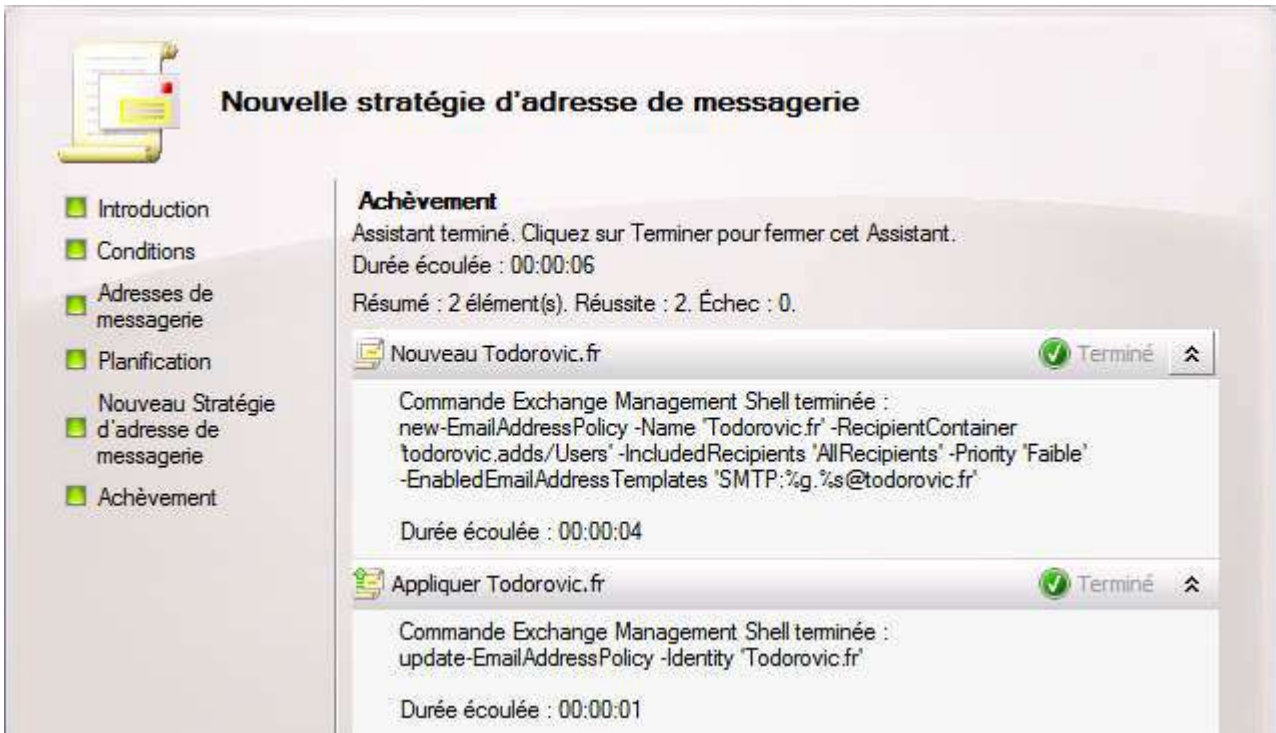 Nouvelle stratégie d'adresse de messagerie
Introduction
Conditions
Adresses de
messagerie
Planification
Nouveau Stratégie
d'adresse de
messagerie
Achèvement
Achèvement
Assistant terminé. Cliquez sur Terminer pour fermer cet Assistant.
Durée écoulée : 00:00:06
Résumé : 2 élément(s). Réussite : 2. Échec : 0.
Nouveau Todorovic.fr
Terminé
Commande Exchange Management Shell terminée :
new-EmailAddressPolicy -Name 'Todorovic.fr' -RecipientContainer
'todorovic.adds/Users' -IncludedRecipients 'AllRecipients' -Priority 'Faible'
-EnabledEmailAddressTemplates 'SMTP:%g.%s@todorovic.fr'
Durée écoulée : 00:00:04
Appliquer Todorovic.fr
Terminé
Commande Exchange Management Shell terminée :
update-EmailAddressPolicy -Identity 'Todorovic.fr'
Durée écoulée : 00:00:01